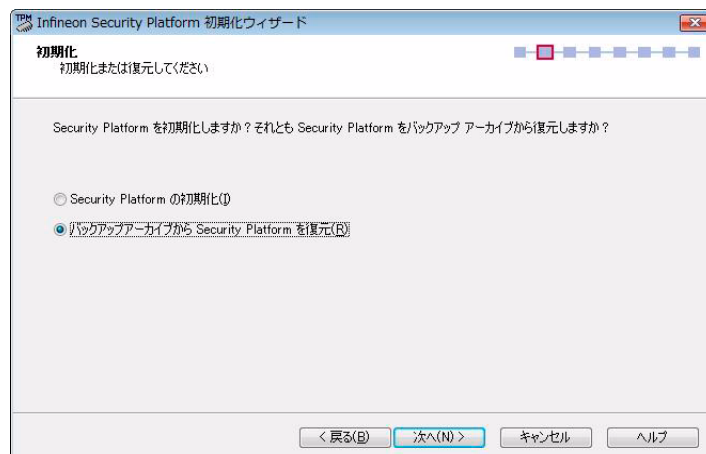 TPM Infineon Security Platform 初期化ウィザード
初期化
初期化または復元してください
Security Platform を初期化しますか？それとも Security Platform をバックアップ アーカイブから復元しますか？
Security Platform の初期化(I)
バックアップアーカイブから Security Platform を復元(R)
< 戻る(B) 次へ(N) > キャンセル ヘルプ